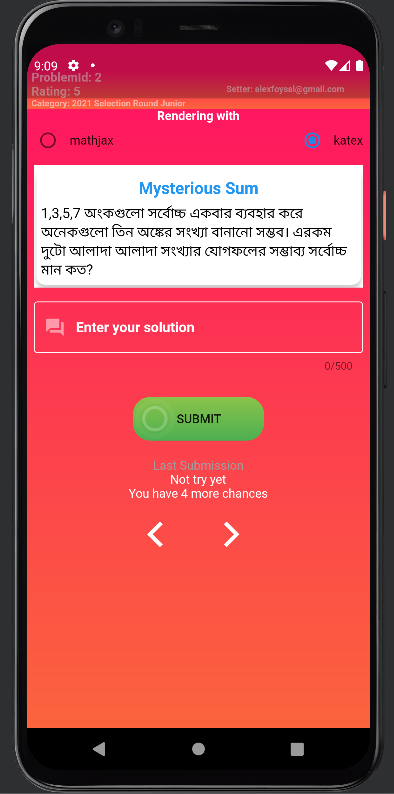 9:09
ProblemId: 2
Rating: 5
Setter: alexfoysal@gmail.com
Category: 2021 Selection Round Junior
Rendering with
mathjax
katex
Mysterious Sum
1,3,5,7 অংকগুলো সর্বোচ্চ একবার ব্যবহার করে
অনেকগুলো তিন অঙ্কের সংখ্যা বানানো সম্ভব। এরকম
দুটো আলাদা আলাদা সংখ্যার যোগফলের সম্ভাব্য সর্বোচ্চ
মান কত?
Enter your solution
0/500
SUBMIT
Last Submission
Not try yet
You have 4 more chances